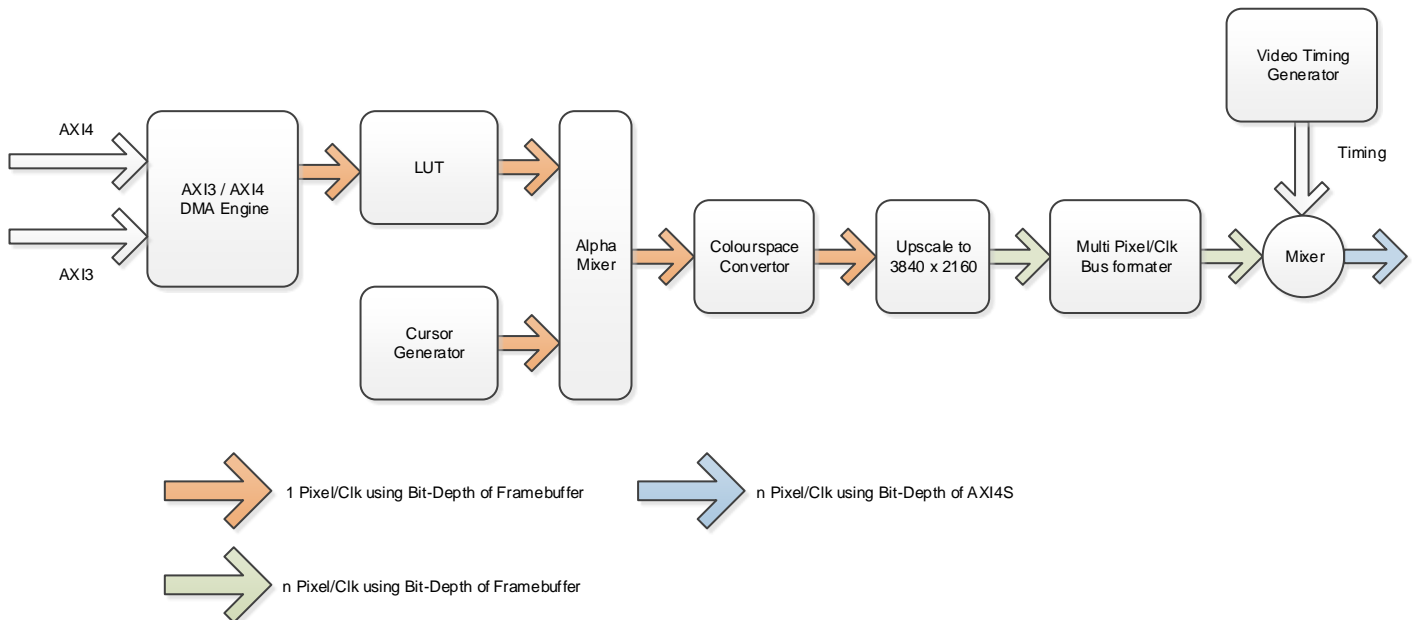 Video Timing
Generator
AXI4
AXI3 / AXI4
DMA Engine
LUT
Timing
AXI3
Alpha
Mixer
Colourspace
Convertor
Upscale to
3840 x 2160
Multi Pixel/Clk
Bus formater
Mixer
Cursor
Generator
1 Pixel/Clk using Bit-Depth of Framebuffer
n Pixel/Clk using Bit-Depth of AXI4S
n Pixel/Clk using Bit-Depth of Framebuffer